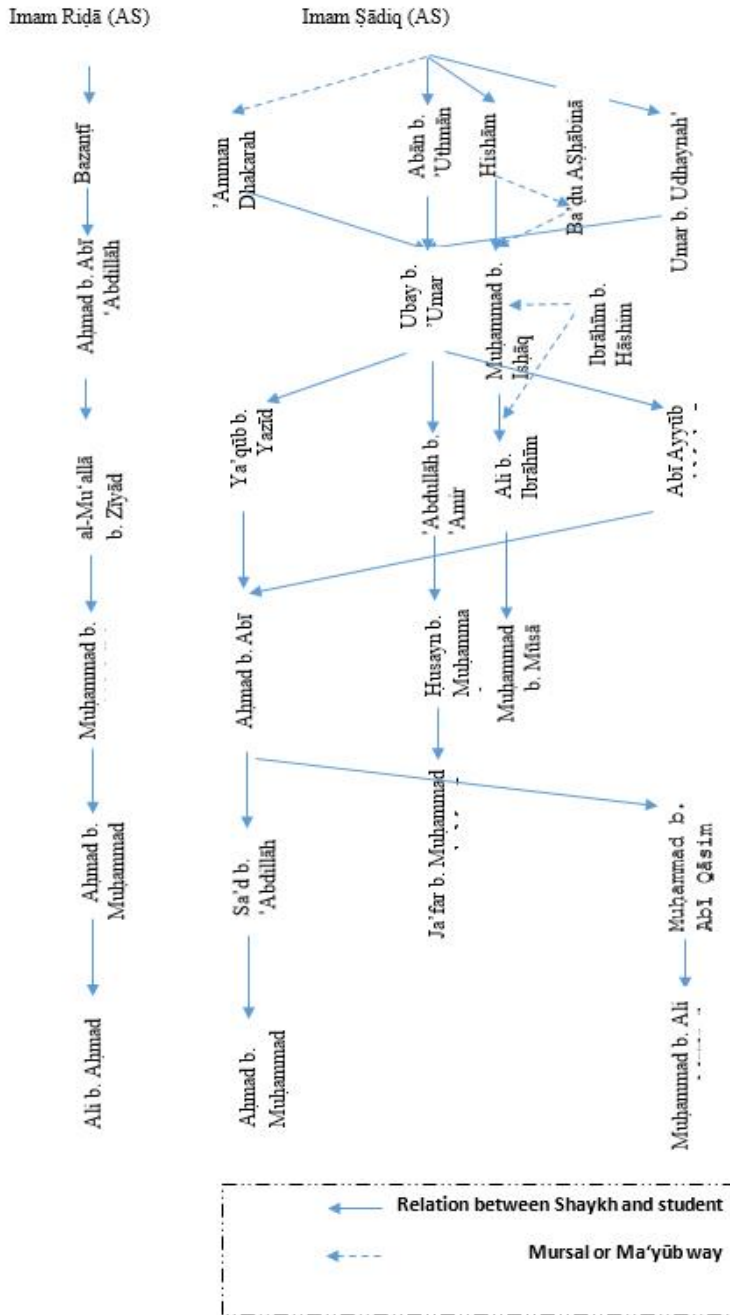 Imam Riḍā (AS)
Imam Ṣādiq (AS)
Bazanṭī
'Amman
Dhakarah
Abān b.
'Uthmān
Hishām
Ba'ḍu AṢḥābinā
Umar b. Udhaynah'
Aḥmad b. Abī
'Abdillāh
Ubay b.
'Umar
Muḥammad b.
Isḥāq
Ibrāhīm b.
Hāshim
al-Mu‘allā
b. Zīyād
Ya'qūb b.
Yazīd
'Abdullāh b.
'Amir
Ali b.
Ibrāhīm
Abī Ayyūb
Muḥammad b.
Aḥmad b. Abī
Ḥusayn b.
Muḥamma
Muḥammad
b. Mūsā
Aḥmad b.
Muḥammad
Sa'd b.
'Abdillāh
Ja'far b. Muḥammad
Muḥammad b.
Abī Qāsim
Ali b. Aḥmad
Aḥmad b.
Muḥammad
Muḥammad b. Ali
Relation between Shaykh and student
Mursal or Ma‘yūb way